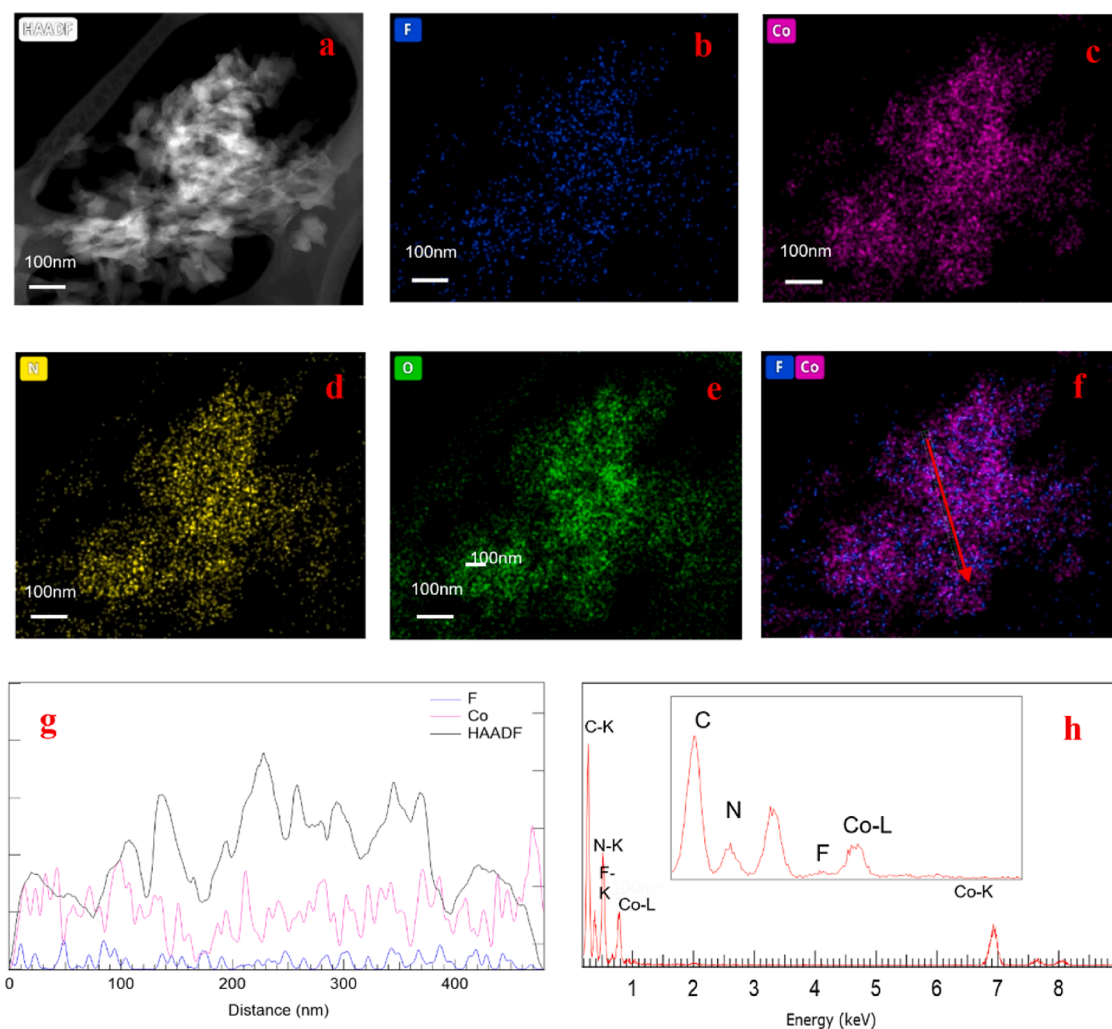 HAADF
a
100nm
F
b
100nm
Co
c
100nm
N
d
100nm
O
e
100nm
100nm
F Co
f
g
F
Co
HAADF
0 100 200 300 400
Distance (nm)
h
C-K
N-K
F-
K
Co-L
Co-K
C
N
F
Co-L
1 2 3 4 5 6 7 8
Energy (keV)